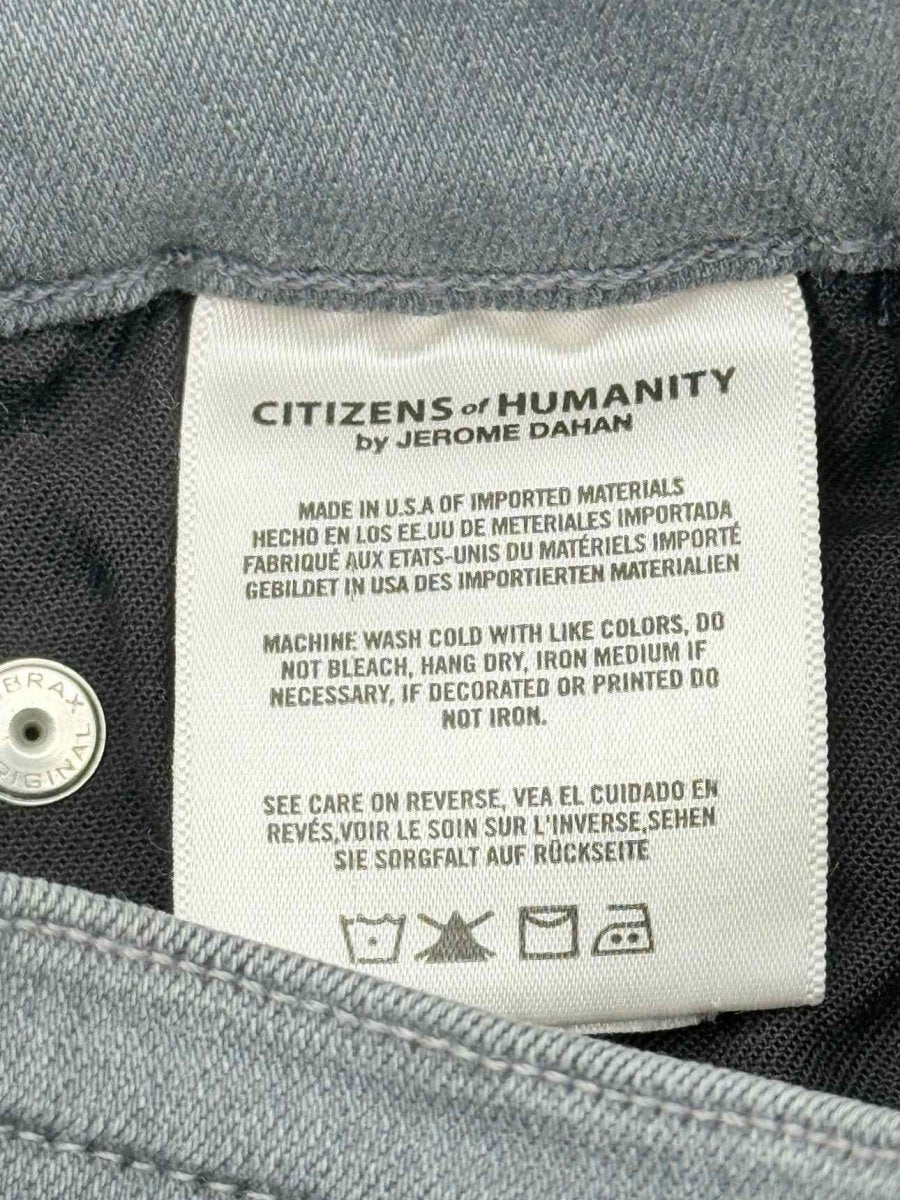 CITIZENS of HUMANITY
by JEROME DAHAN
MADE IN U.S.A OF IMPORTED MATERIALS
HECHO EN LOS EE.UU DE METERIALES IMPORTADA
FABRIQUÉ AUX ETATS-UNIS DU MATÉRIELS IMPORTÉ
GEBILDET IN USA DES IMPORTIERTEN MATERIALIEN
MACHINE WASH COLD WITH LIKE COLORS, DO
NOT BLEACH, HANG DRY, IRON MEDIUM IF
NECESSARY, IF DECORATED OR PRINTED DO
NOT IRON.
SEE CARE ON REVERSE, VEA EL CUIDADO EN
REVÉS,VOIR LE SOIN SUR L'INVERSE,SEHEN
SIE SORGFALT AUF RÜCKSEITE
BRAX
ORIGINAL